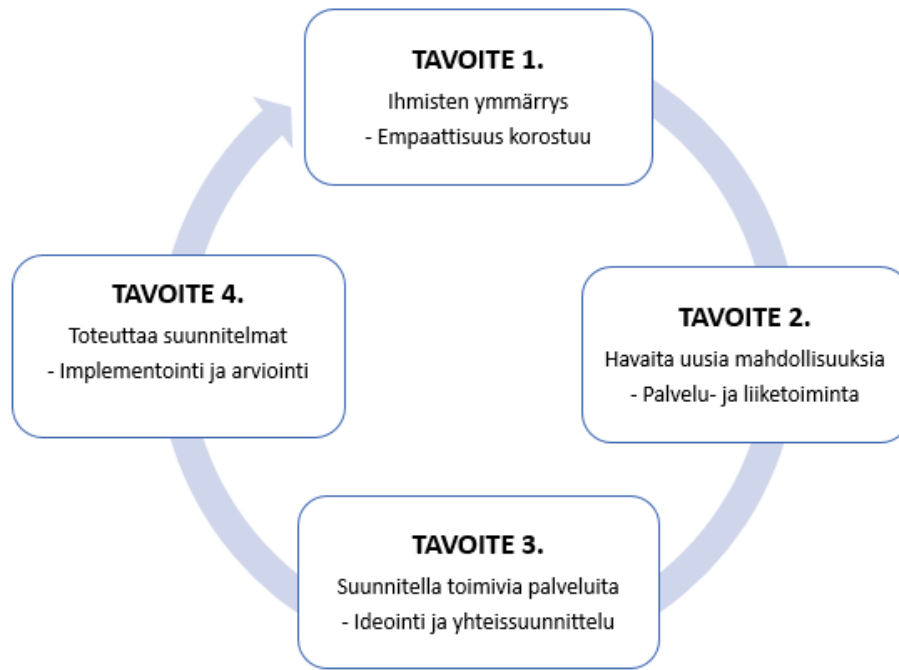 TAVOITE 1.
Ihmisten ymmärrys
- Empaattisuus korostuu
TAVOITE 2.
Havaita uusia mahdollisuuksia
- Palvelu- ja liiketoiminta
TAVOITE 3.
Suunnitella toimivia palveluita
- Ideointi ja yhteissuunnittelu
TAVOITE 4.
Toteuttaa suunnitelmat
- Implementointi ja arviointi